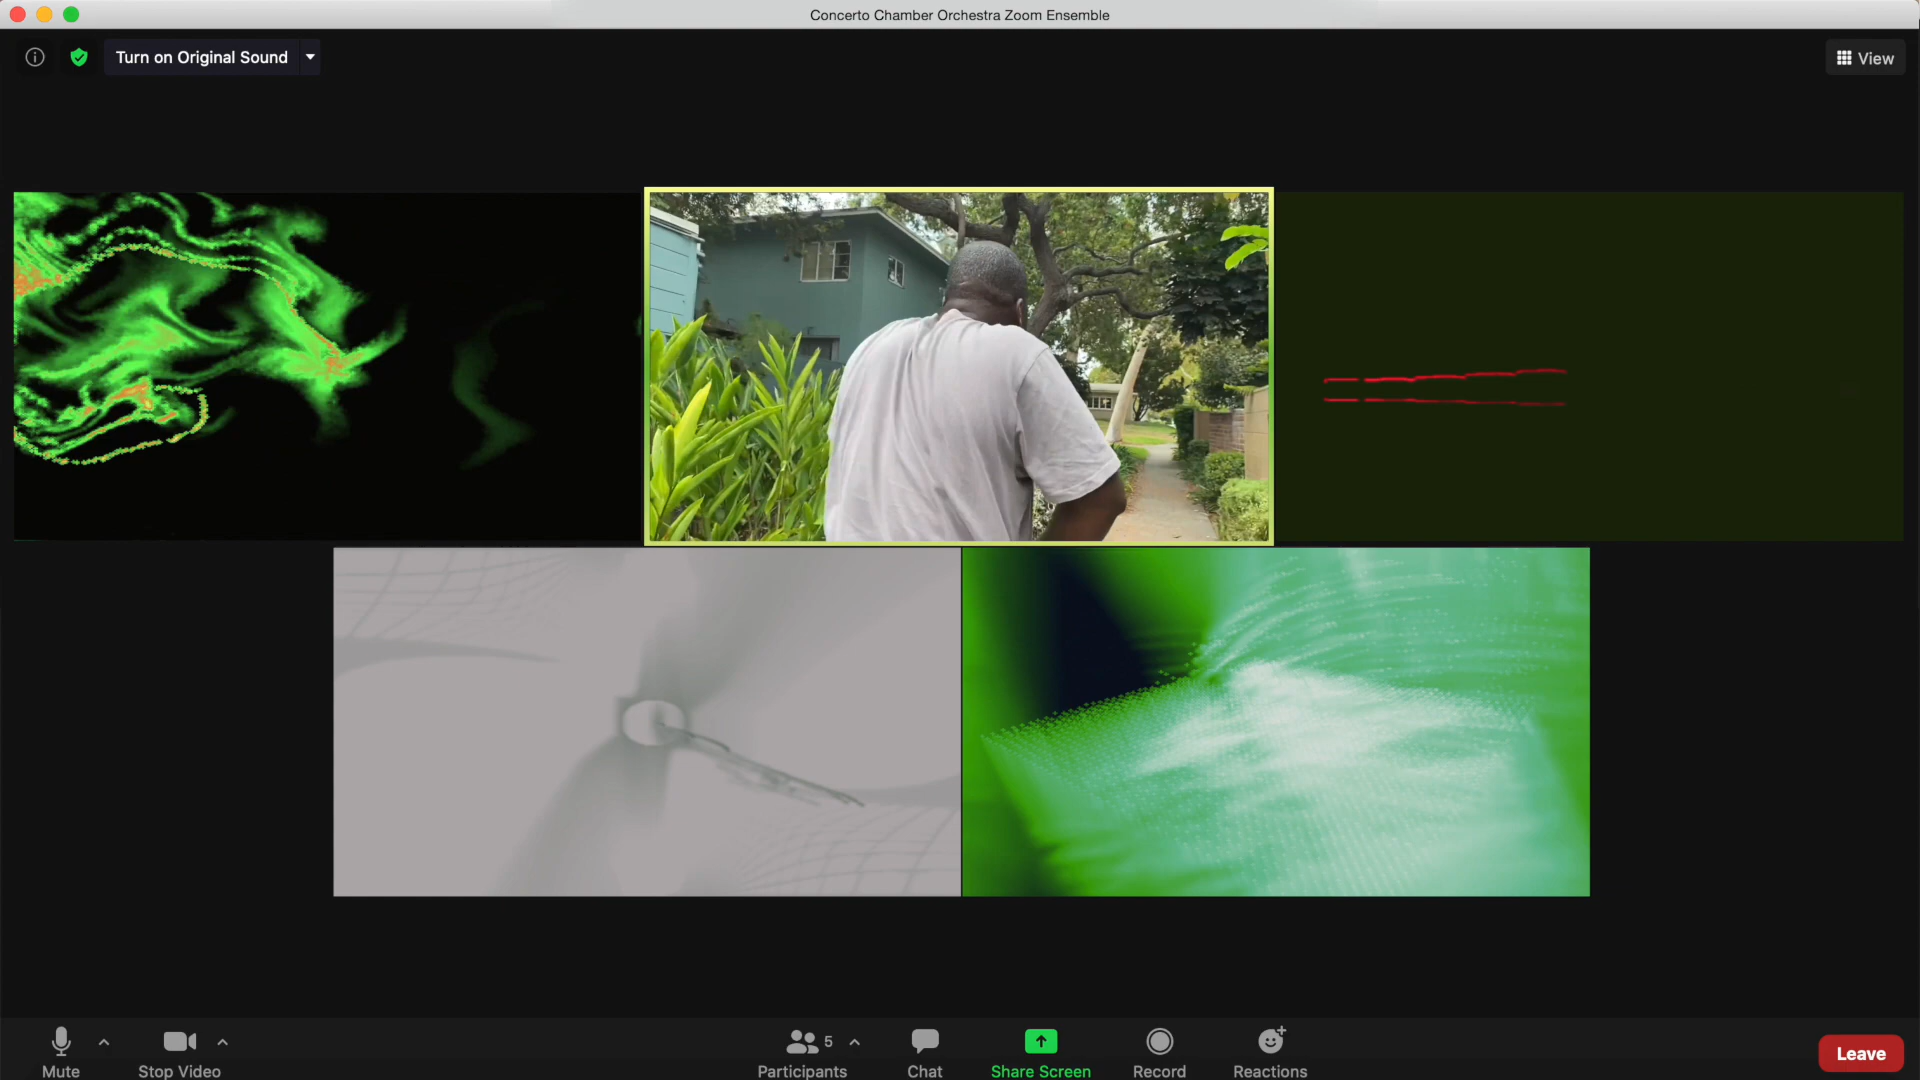 Concerto Chamber Orchestra Zoom Ensemble
Turn on Original Sound
View
5
Mute
Stop Video
Participants
Chat
Share Screen
Record
Reactions
Leave